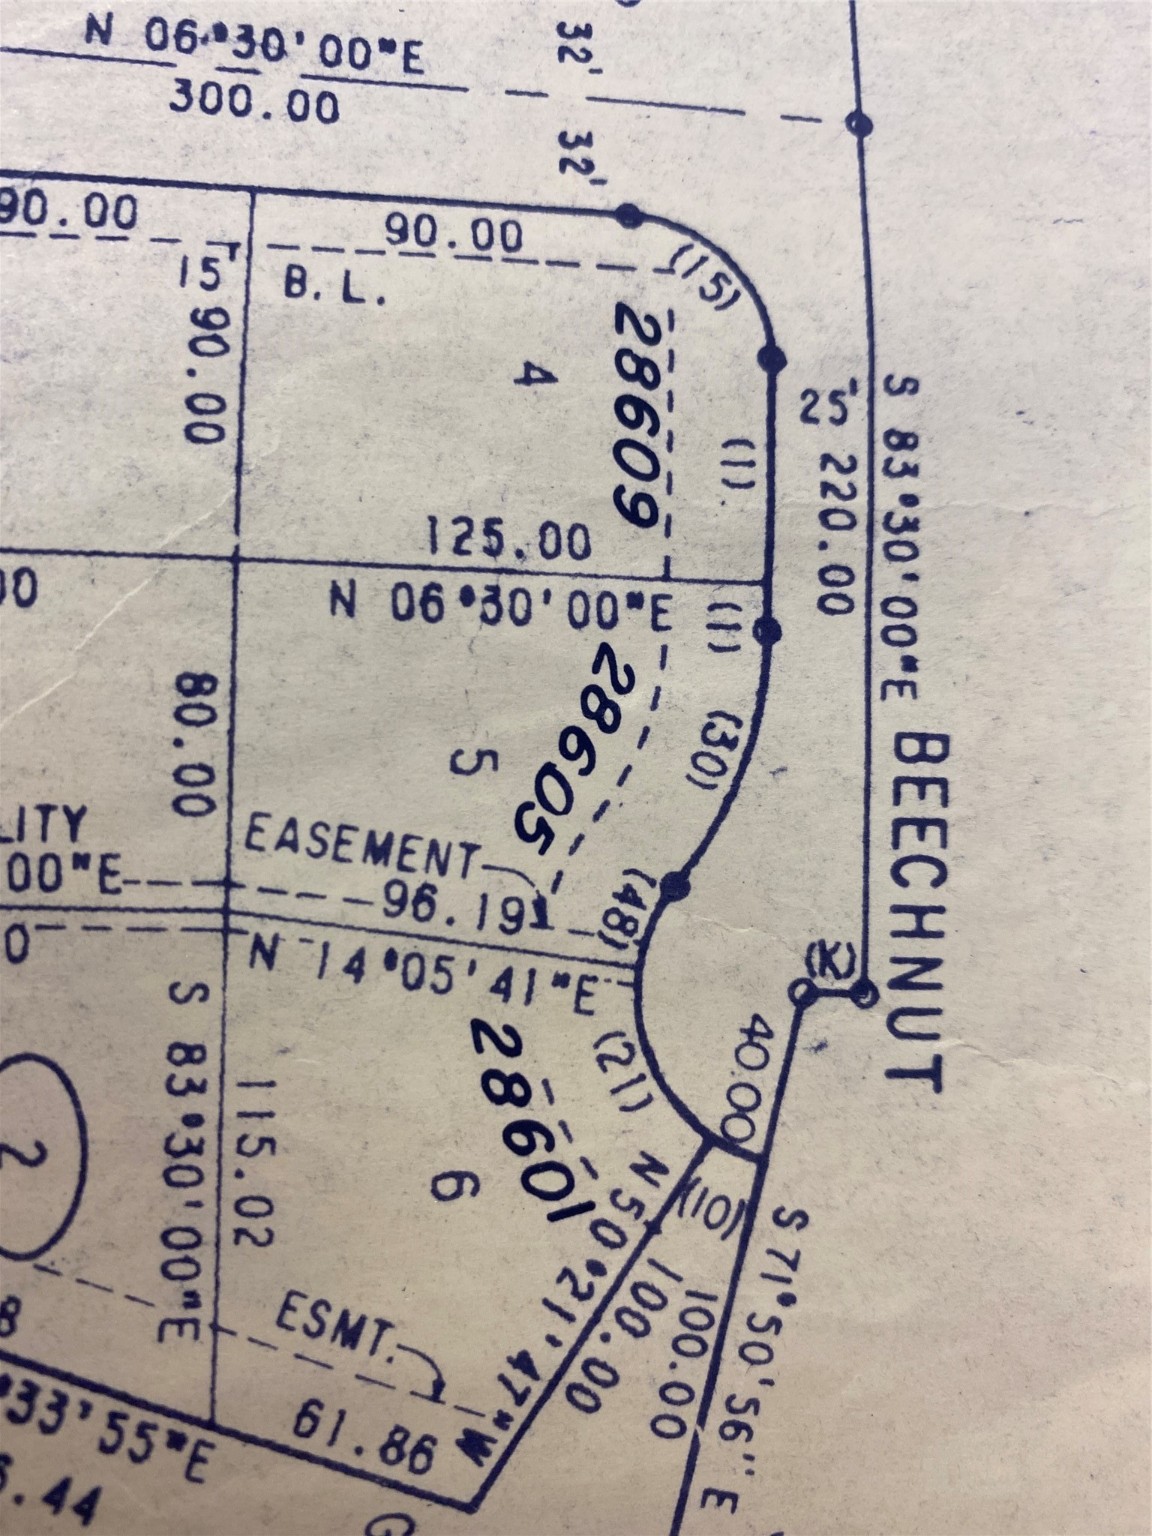 N 06°30'00"E
300.00
32'
32'
90.00
90.00
15'
B. L.
(15)
90.00
4
28609
(1)
25'
220.00
S 83°30'00"E
BEECHNUT
125.00
N 06°30'00"E
(1)
00
80.00
5
28605
(30)
LITY
00"E
EASEMENT
96.19
(48)
(K)
0
N 14°05'41"E
40.00
S 83°30'00"E
115.02
2
28601
6
(21)
(10)
N 50°21'47"W
100.00
100.00
S 71°50'56"E
ESMT.
61.86
8
°33'55"E
.44